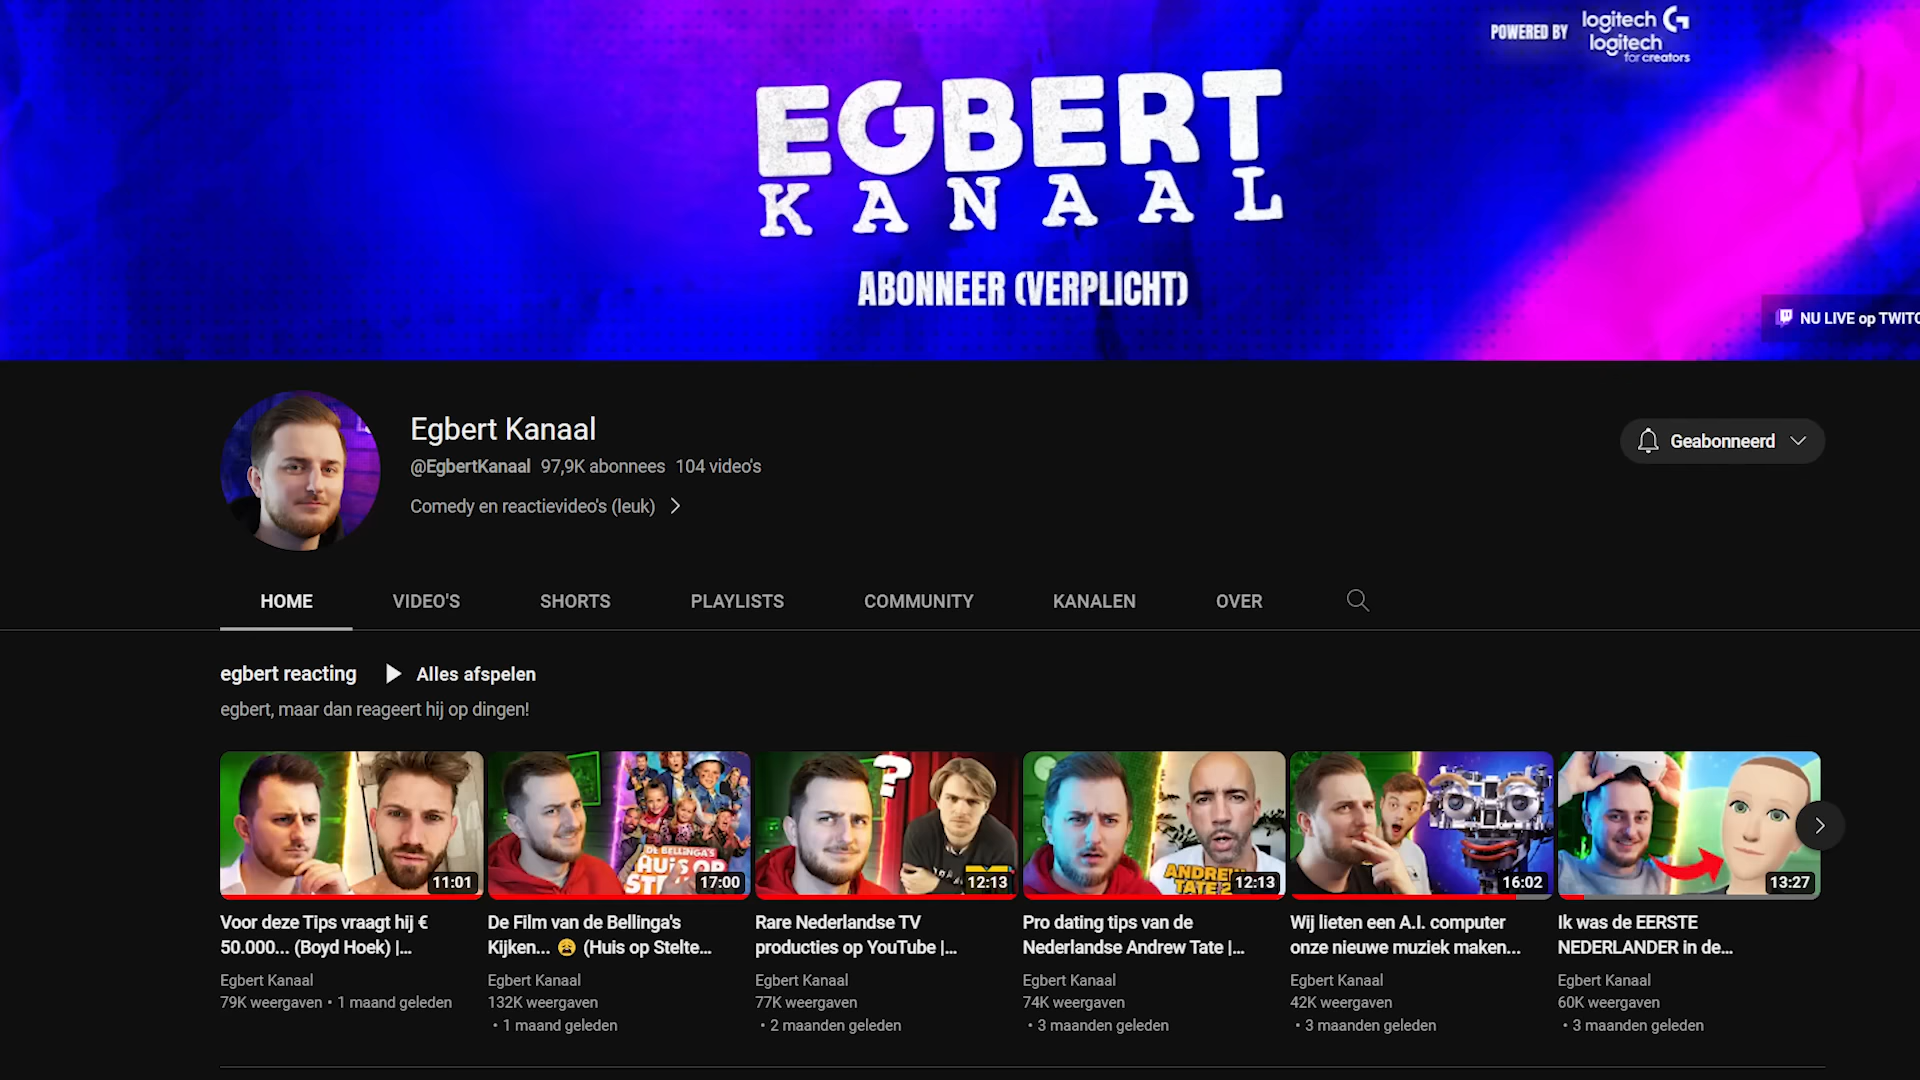 POWERED BY
logitech G
logitech
for creators
EGBERT
KANAAL
ABONNEER (VERPLICHT)
NU LIVE op TWITC
Egbert Kanaal
@EgbertKanaal 97,9K abonnees 104 video's
Comedy en reactievideo's (leuk)
Geabonneerd
HOME VIDEO'S SHORTS PLAYLISTS COMMUNITY KANALEN OVER
egbert reacting Alles afspelen
egbert, maar dan reageert hij op dingen!
11:01
DE BELLINGA'S
HUIS OP
17:00
?
12:13
ANDREW
TATE?
12:13
16:02
13:27
Voor deze Tips vraagt hij €
50.000... (Boyd Hoek) |...
Egbert Kanaal
79K weergaven • 1 maand geleden
De Film van de Bellinga's
Kijken... 😩 (Huis op Stelte...
Egbert Kanaal
132K weergaven
• 1 maand geleden
Rare Nederlandse TV
producties op YouTube |...
Egbert Kanaal
77K weergaven
• 2 maanden geleden
Pro dating tips van de
Nederlandse Andrew Tate |...
Egbert Kanaal
74K weergaven
• 3 maanden geleden
Wij lieten een A.I. computer
onze nieuwe muziek maken...
Egbert Kanaal
42K weergaven
• 3 maanden geleden
Ik was de EERSTE
NEDERLANDER in de...
Egbert Kanaal
60K weergaven
• 3 maanden geleden